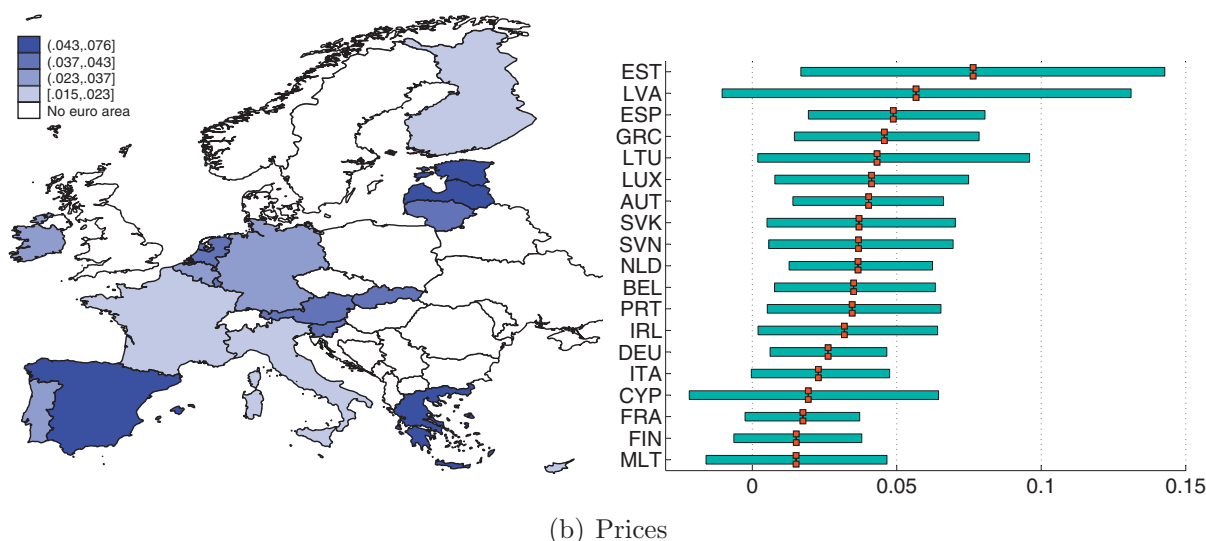 (.043,.076]
(.037,.043]
(.023,.037]
[.015,.023]
No euro area
EST
LVA
ESP
GRC
LTU
LUX
AUT
SVK
SVN
NLD
BEL
PRT
IRL
DEU
ITA
CYP
FRA
FIN
MLT
0 0.05 0.1 0.15
(b) Prices